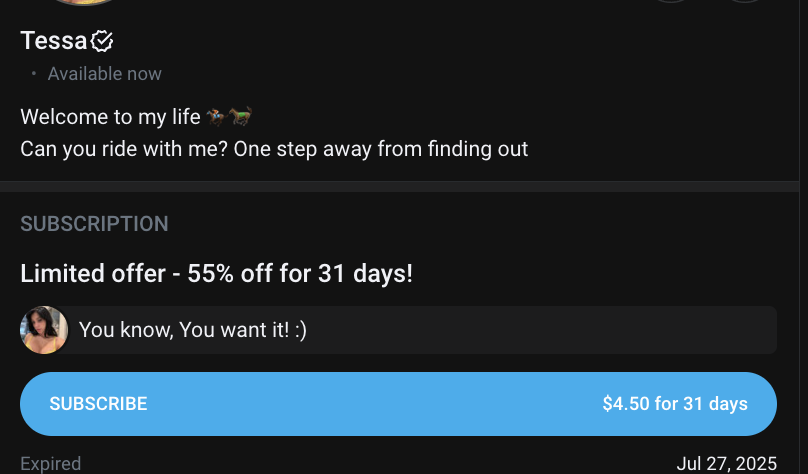 Tessa
• Available now
Welcome to my life 🏇🐎
Can you ride with me? One step away from finding out
SUBSCRIPTION
Limited offer - 55% off for 31 days!
You know, You want it! :)
SUBSCRIBE $4.50 for 31 days
Expired Jul 27, 2025